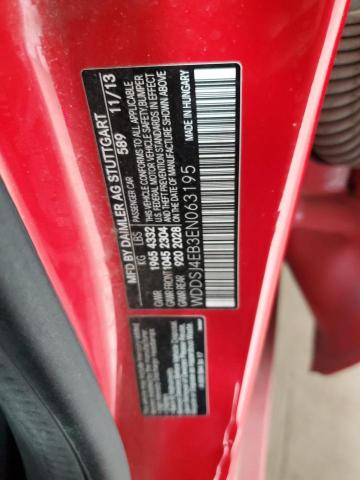 MFD BY DAIMLER AG STUTTGART 11/13
PASSENGER CAR 589
THIS VEHICLE CONFORMS TO ALL APPLICABLE
U.S. FEDERAL MOTOR VEHICLE SAFETY, BUMPER
AND THEFT PREVENTION STANDARDS IN EFFECT
ON THE DATE OF MANUFACTURE SHOWN ABOVE
KG LBS
GVWR 1965 4332
GAWR FRONT 1045 2304
GAWR REAR 920 2028
MADE IN HUNGARY
WDDSJ4EB3EN063195